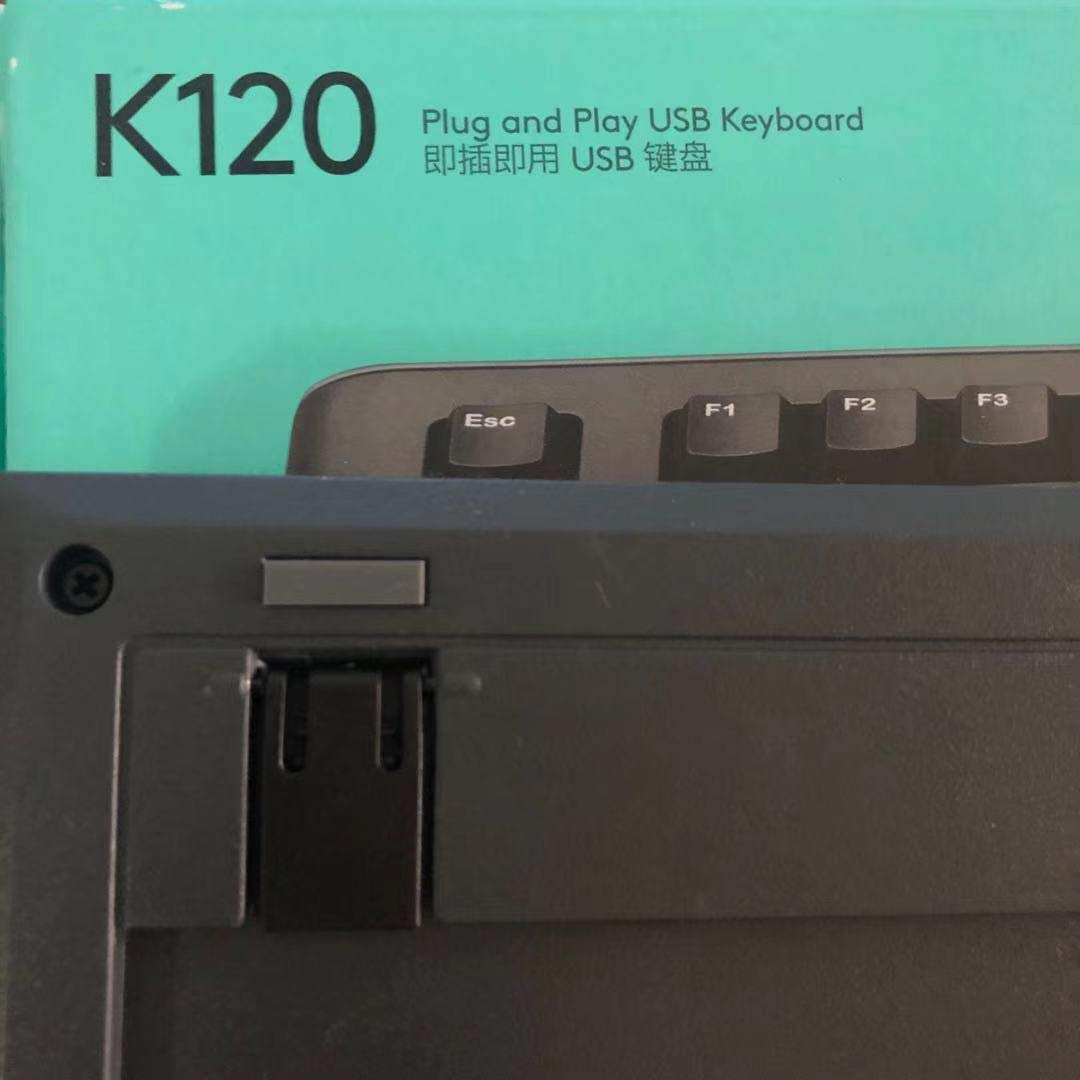 K120
Plug and Play USB Keyboard
即插即用 USB 键盘
Esc
F1
F2
F3